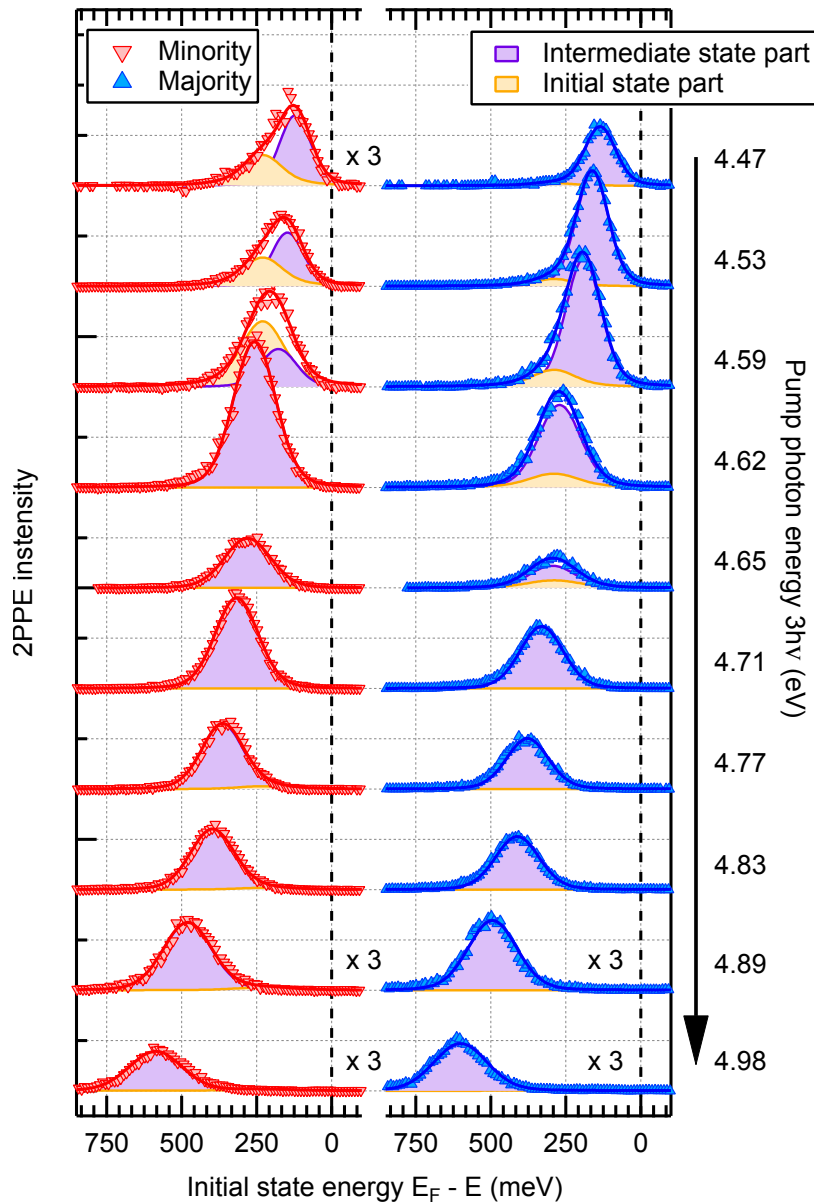 Minority
Majority
Intermediate state part
Initial state part
x 3
4.47
4.53
4.59
4.62
4.65
4.71
4.77
4.83
x 3
x 3
4.89
x 3
x 3
4.98
2PPE instensity
Pump photon energy 3hν (eV)
750 500 250 0 750 500 250 0
Initial state energy E_F - E (meV)